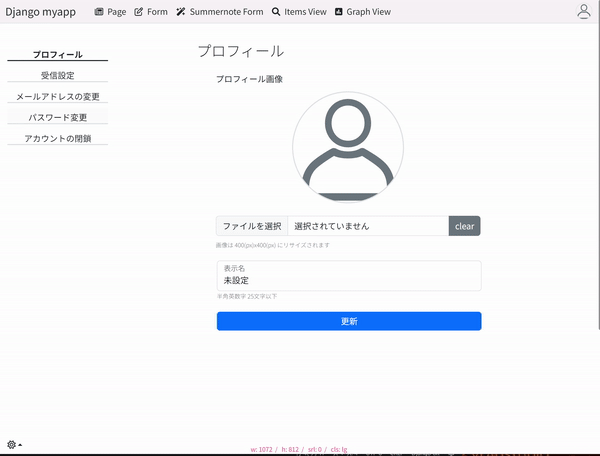 Django myapp Page Form Summernote Form Items View Graph View
プロフィール
受信設定
メールアドレスの変更
パスワード変更
アカウントの閉鎖
プロフィール
プロフィール画像
ファイルを選択 選択されていません clear
画像は 400(px)x400(px) にリサイズされます
表示名
未設定
半角英数字 25文字以下
更新
w: 1072 / h: 812 / srl: 0 / cls: lg